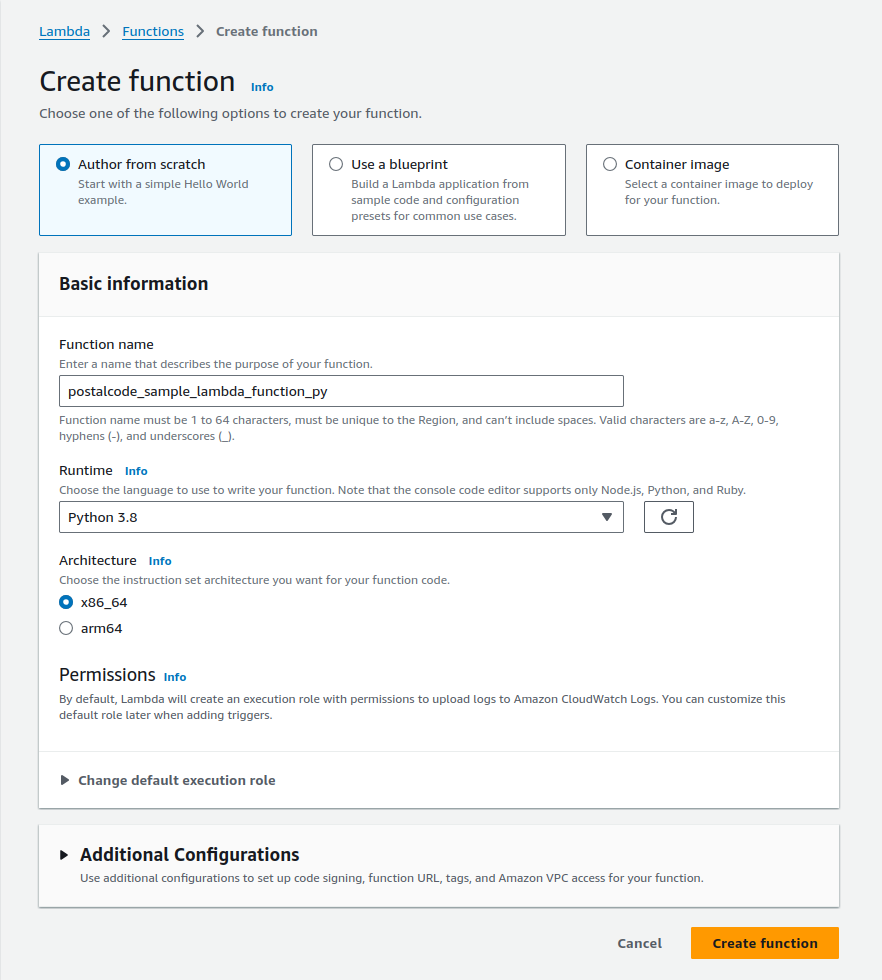 Lambda > Functions > Create function
Create function Info
Choose one of the following options to create your function.
Author from scratch
Start with a simple Hello World
example.
Use a blueprint
Build a Lambda application from
sample code and configuration
presets for common use cases.
Container image
Select a container image to deploy
for your function.
Basic information
Function name
Enter a name that describes the purpose of your function.
postalcode_sample_lambda_function_py
Function name must be 1 to 64 characters, must be unique to the Region, and can't include spaces. Valid characters are a-z, A-Z, 0-9,
hyphens (-), and underscores (_).
Runtime Info
Choose the language to use to write your function. Note that the console code editor supports only Node.js, Python, and Ruby.
Python 3.8
Architecture Info
Choose the instruction set architecture you want for your function code.
x86_64
arm64
Permissions Info
By default, Lambda will create an execution role with permissions to upload logs to Amazon CloudWatch Logs. You can customize this
default role later when adding triggers.
Change default execution role
Additional Configurations
Use additional configurations to set up code signing, function URL, tags, and Amazon VPC access for your function.
Cancel Create function